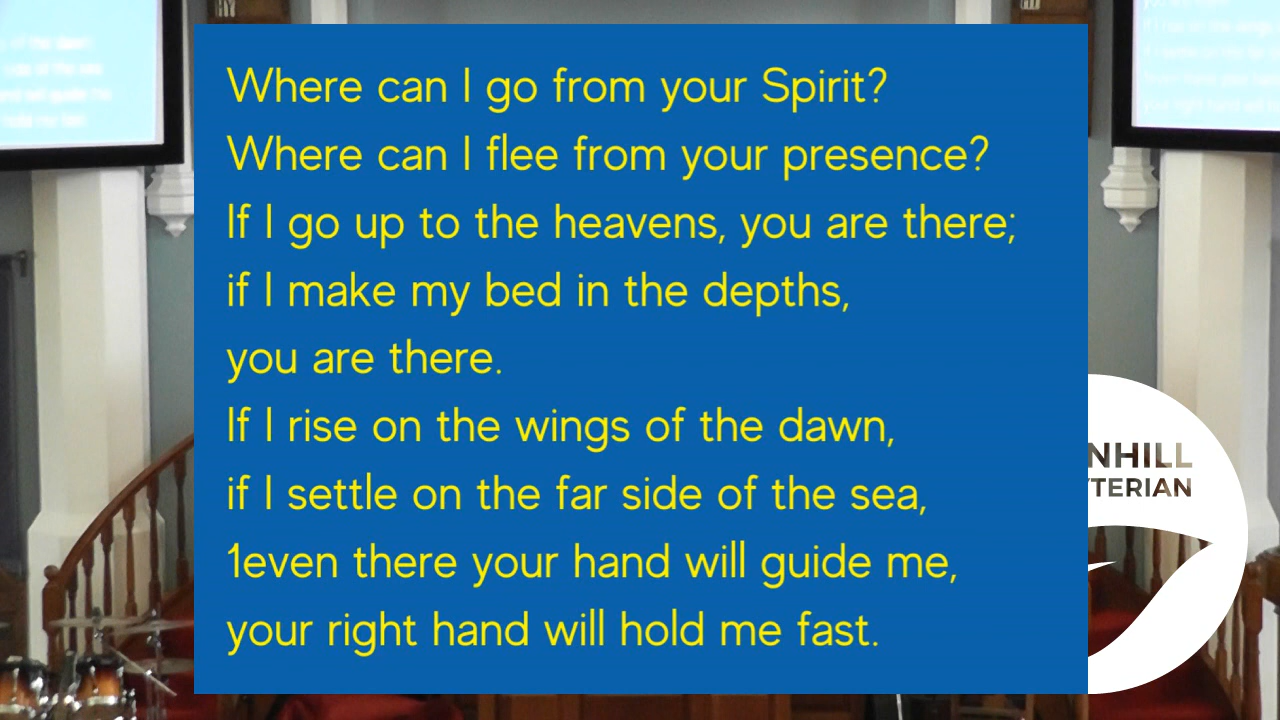 HY
Where can I go from your Spirit?
Where can I flee from your presence?
If I go up to the heavens, you are there;
if I make my bed in the depths,
you are there.
If I rise on the wings of the dawn,
if I settle on the far side of the sea,
1even there your hand will guide me,
your right hand will hold me fast.
NHILL
YTERIAN